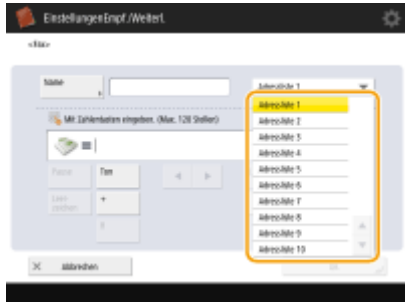 Einstellungen Empf./Weiterl.
<Fax>
Name
Adressliste 1
Mit Zahlentasten eingeben. (Max. 120 Stellen)
=
Pause
Ton
Leer-
zeichen
+
R
Adressliste 1
Adressliste 2
Adressliste 3
Adressliste 4
Adressliste 5
Adressliste 6
Adressliste 7
Adressliste 8
Adressliste 9
Adressliste 10
Abbrechen
OK